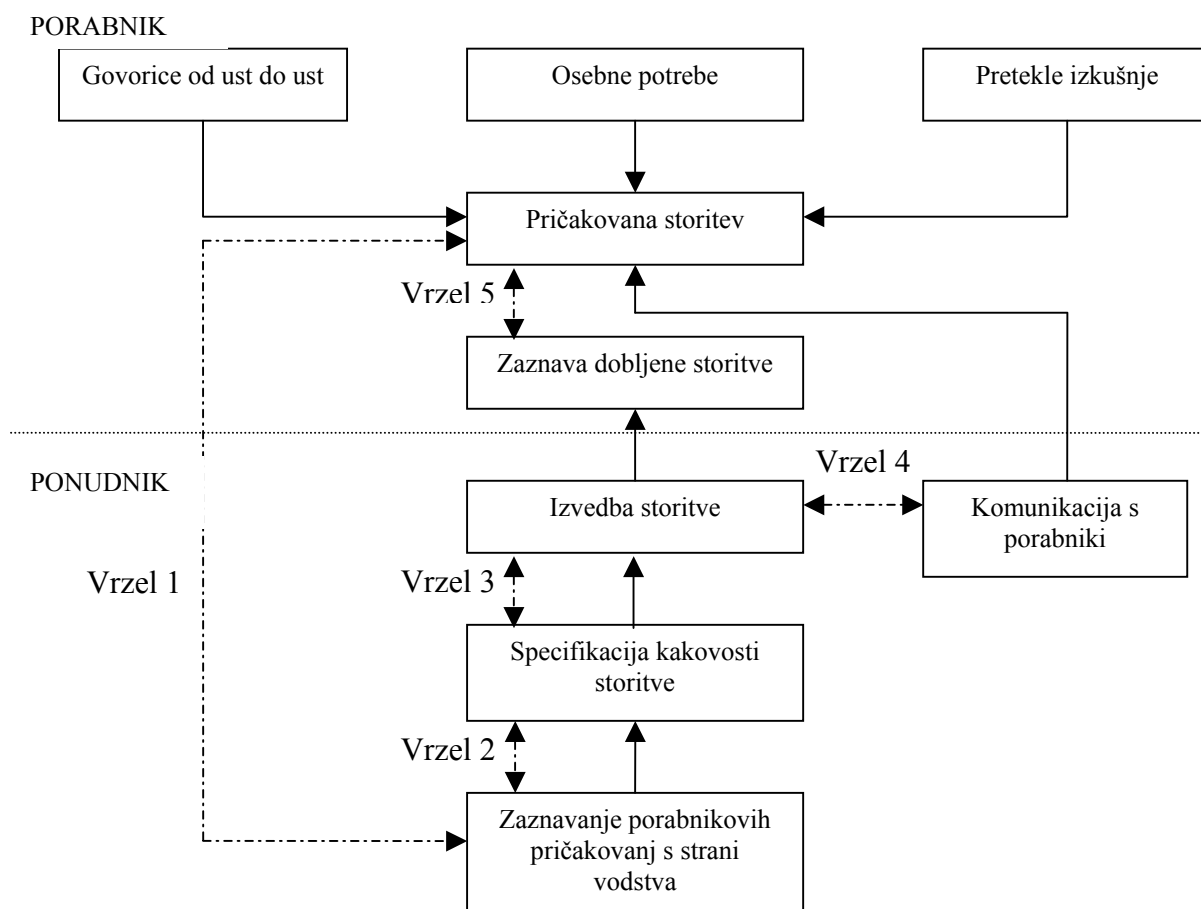 PORABNIK
Govorice od ust do ust
Osebne potrebe
Pretekle izkušnje
Pričakovana storitev
Vrzel 5
Zaznava dobljene storitve
PONUDNIK
Vrzel 4
Izvedba storitve
Komunikacija s
porabniki
Vrzel 1
Vrzel 3
Specifikacija kakovosti
storitve
Vrzel 2
Zaznavanje porabnikovih
pričakovanj s strani
vodstva